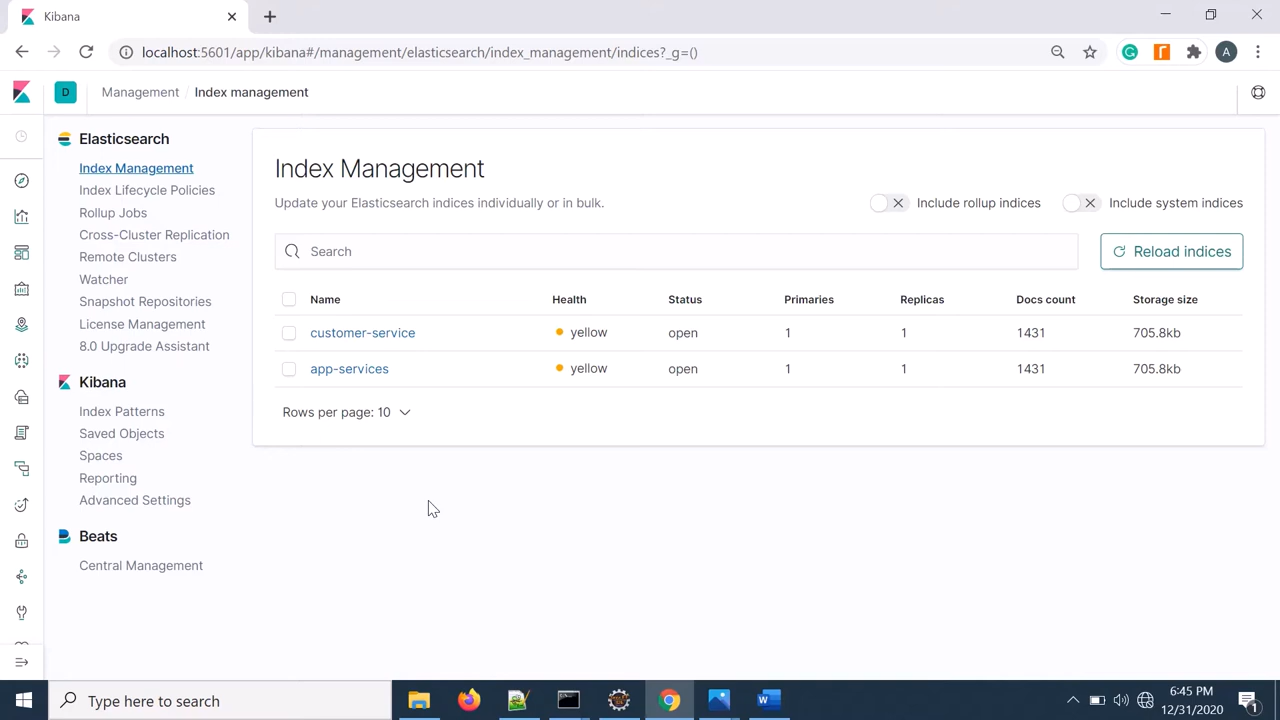 Kibana
localhost:5601/app/kibana#/management/elasticsearch/index_management/indices?_g=()
A
D
Management / Index management
Elasticsearch
Index Management
Index Lifecycle Policies
Rollup Jobs
Cross-Cluster Replication
Remote Clusters
Watcher
Snapshot Repositories
License Management
8.0 Upgrade Assistant
Kibana
Index Patterns
Saved Objects
Spaces
Reporting
Advanced Settings
Beats
Central Management
Index Management
Update your Elasticsearch indices individually or in bulk.
Include rollup indices
Include system indices
Search
Reload indices
Name Health Status Primaries Replicas Docs count Storage size
customer-service yellow open 1 1 1431 705.8kb
app-services yellow open 1 1 1431 705.8kb
Rows per page: 10
Type here to search
W
6:45 PM
12/31/2020
1